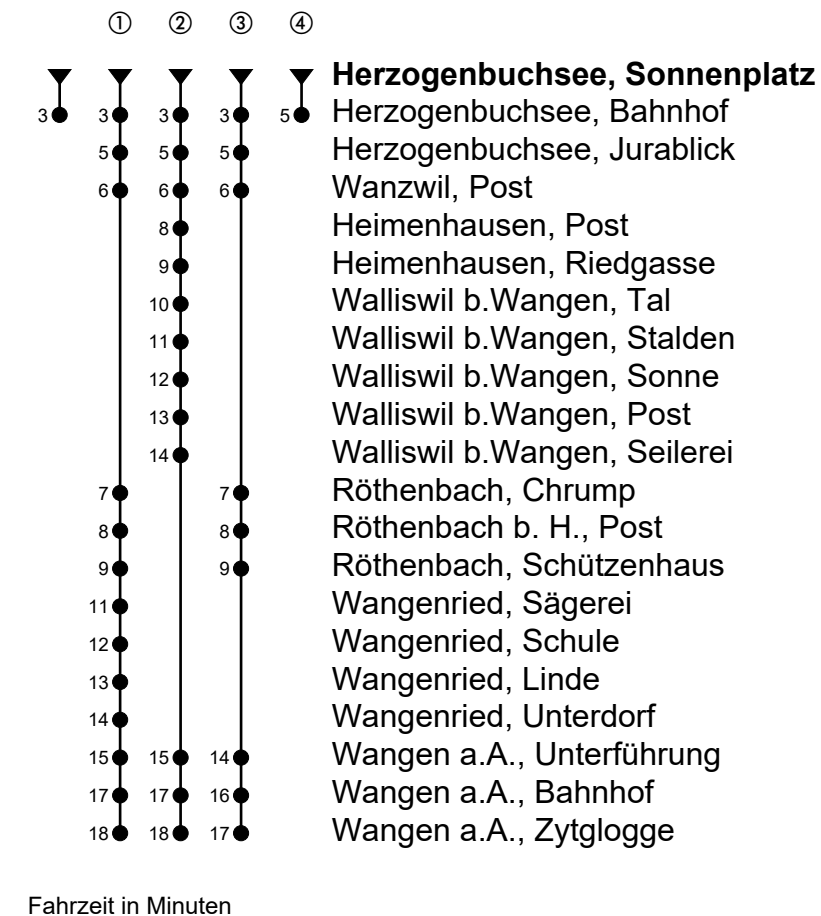 ① ② ③ ④
Herzogenbuchsee, Sonnenplatz
3 3 3 3 5 Herzogenbuchsee, Bahnhof
5 5 5 Herzogenbuchsee, Jurablick
6 6 6 Wanzwil, Post
8 Heimenhausen, Post
9 Heimenhausen, Riedgasse
10 Walliswil b.Wangen, Tal
11 Walliswil b.Wangen, Stalden
12 Walliswil b.Wangen, Sonne
13 Walliswil b.Wangen, Post
14 Walliswil b.Wangen, Seilerei
7 7 Röthenbach, Chrump
8 8 Röthenbach b. H., Post
9 9 Röthenbach, Schützenhaus
11 Wangenried, Sägerei
12 Wangenried, Schule
13 Wangenried, Linde
14 Wangenried, Unterdorf
15 15 14 Wangen a.A., Unterführung
17 17 16 Wangen a.A., Bahnhof
18 18 17 Wangen a.A., Zytglogge
Fahrzeit in Minuten